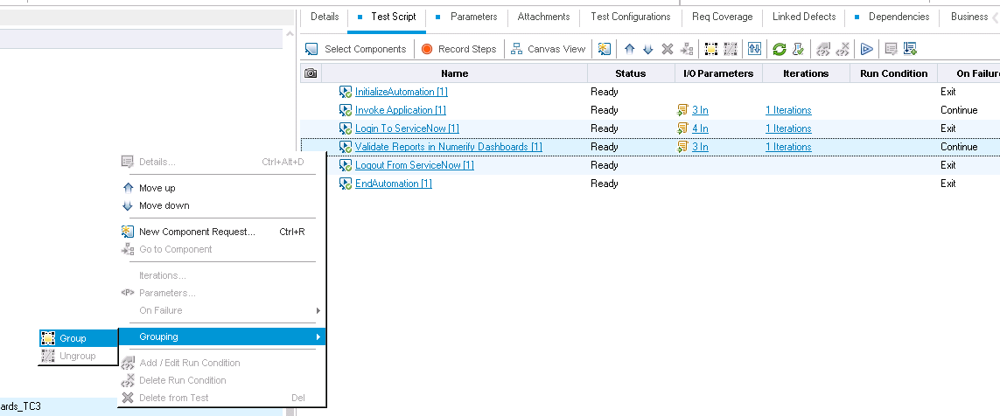 Details Test Script Parameters Attachments Test Configurations Req Coverage Linked Defects Dependencies Business
Select Components Record Steps Canvas View
Name Status I/O Parameters Iterations Run Condition On Failure
InitializeAutomation [1] Ready Exit
Invoke Application [1] Ready 3 In 1 Iterations Continue
Login To ServiceNow [1] Ready 4 In 1 Iterations Exit
Validate Reports in Numerify Dashboards [1] Ready 3 In 1 Iterations Continue
Logout From ServiceNow [1] Ready Exit
EndAutomation [1] Ready Exit
Details... Ctrl+Alt+D
Move up
Move down
New Component Request... Ctrl+R
Go to Component
Iterations...
<P> Parameters...
On Failure
Grouping
Group
Ungroup
Add / Edit Run Condition
Delete Run Condition
Delete from Test Del
ards_TC3